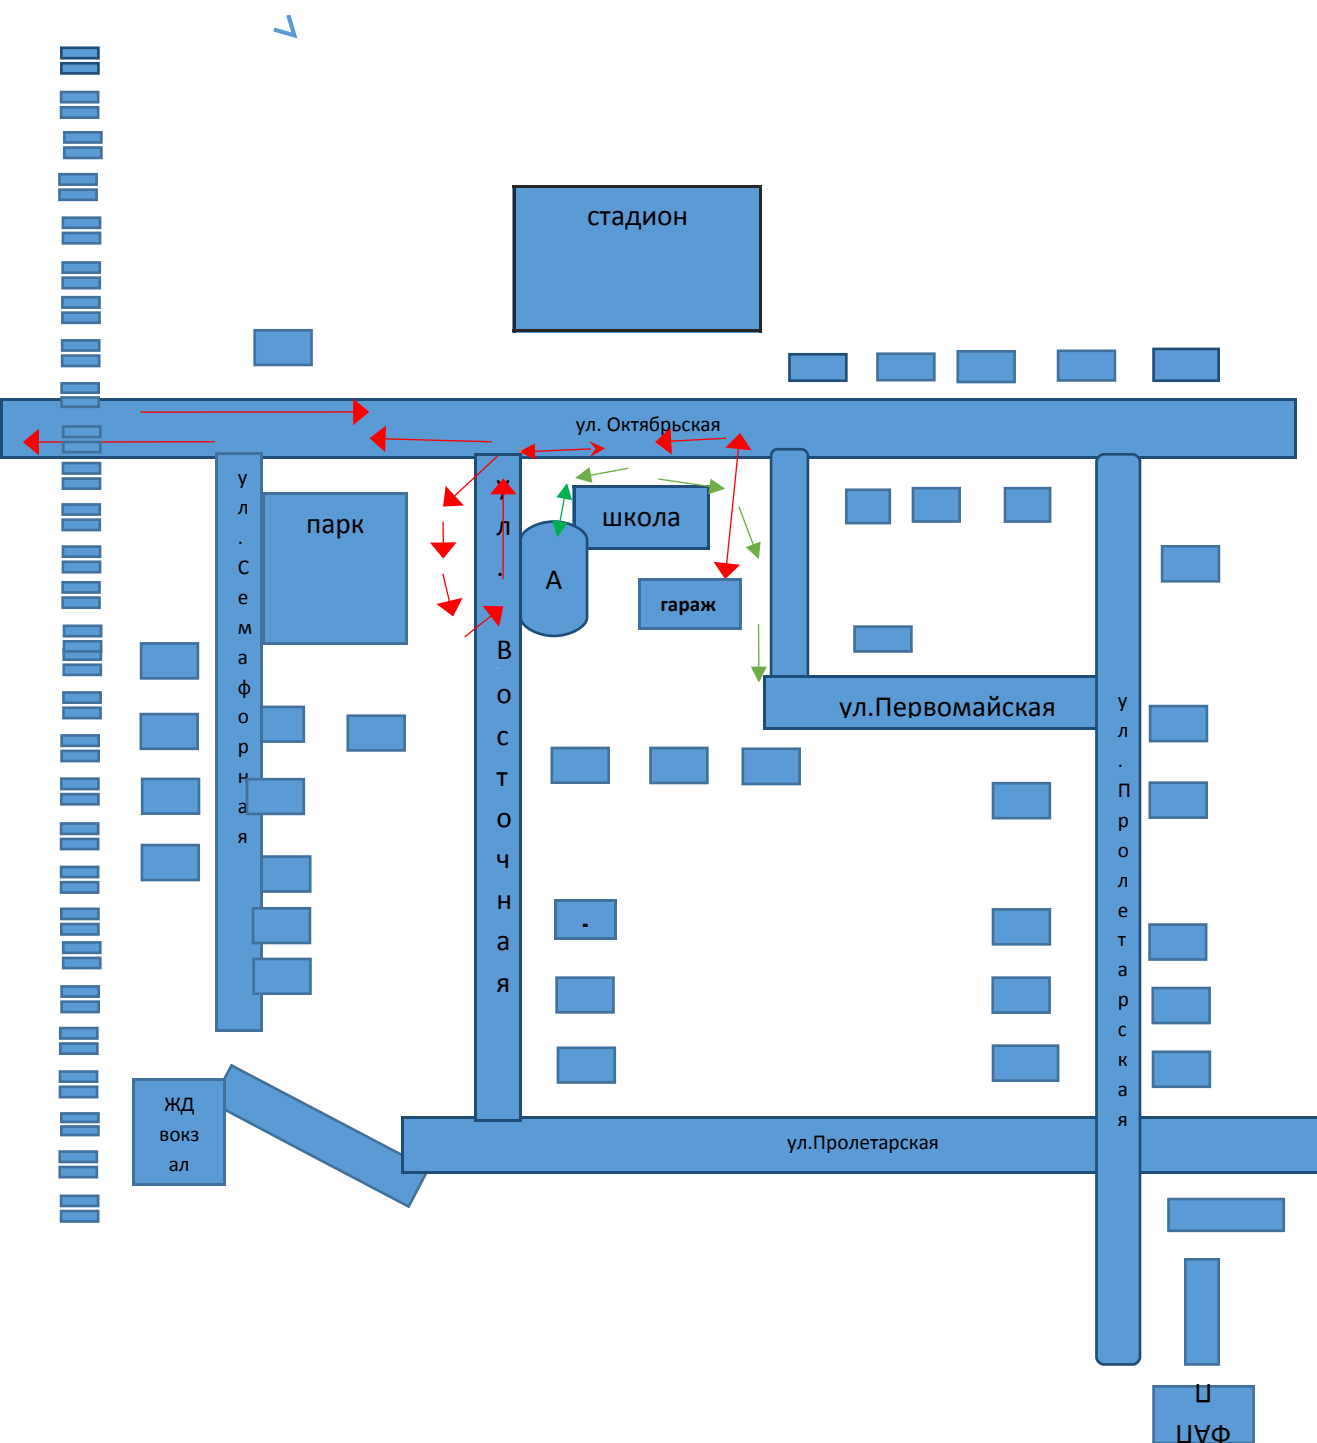 стадион
ул. Октябрьская
ул. Семафорная
парк
ул. Восточная
школа
А
гараж
ул.Первомайская
ул. Пролетарская
-
ЖД
вокз
ал
ул.Пролетарская
П
ФАП